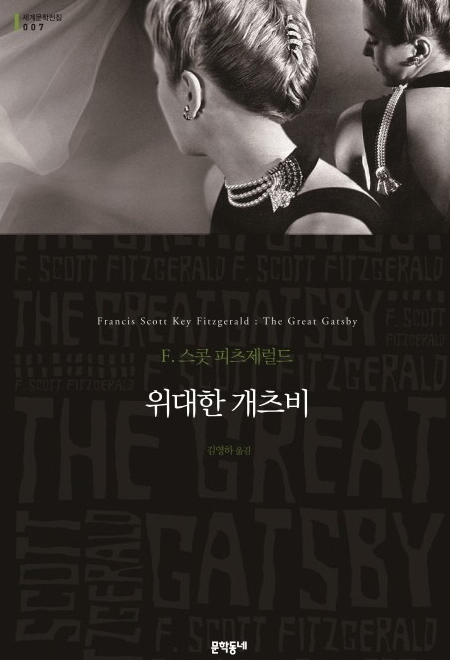 세계문학전집
007
THE GREAT GATSBY
F. SCOTT FITZGERALD F. SCOTT FITZGERALD
THE GREAT GATSBY
Francis Scott Key Fitzgerald : The Great Gatsby
F. 스콧 피츠제럴드
F. SCOTT FITZGERALD
위대한 개츠비
THE GREAT
김영하 옮김
SCOTT
FITZGERALD
GATSBY
F. SCOTT FITZGERALD
문학동네